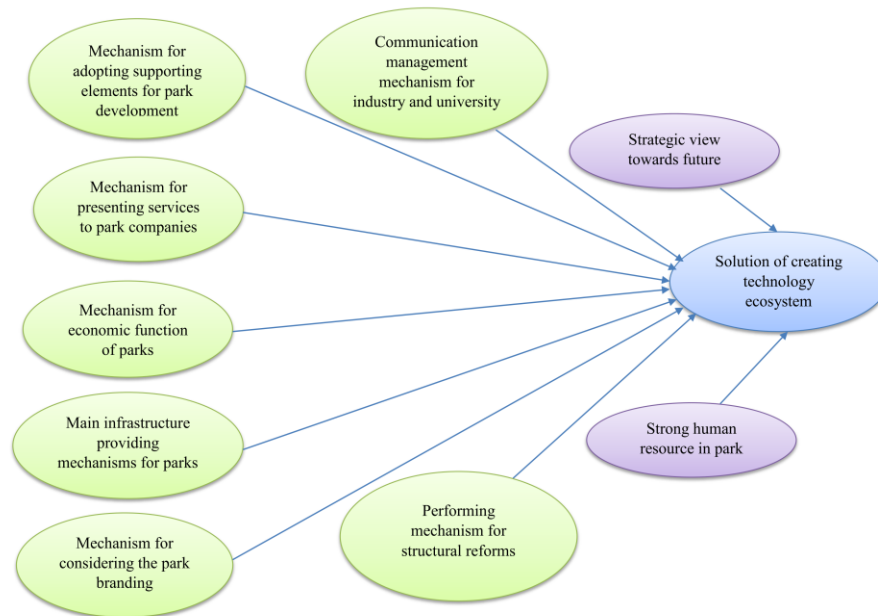 Mechanism for
adopting supporting
elements for park
development
Communication
management
mechanism for
industry and university
Strategic view
towards future
Mechanism for
presenting services
to park companies
Solution of creating
technology
ecosystem
Mechanism for
economic function
of parks
Main infrastructure
providing
mechanisms for parks
Strong human
resource in park
Performing
mechanism for
structural reforms
Mechanism for
considering the park
branding